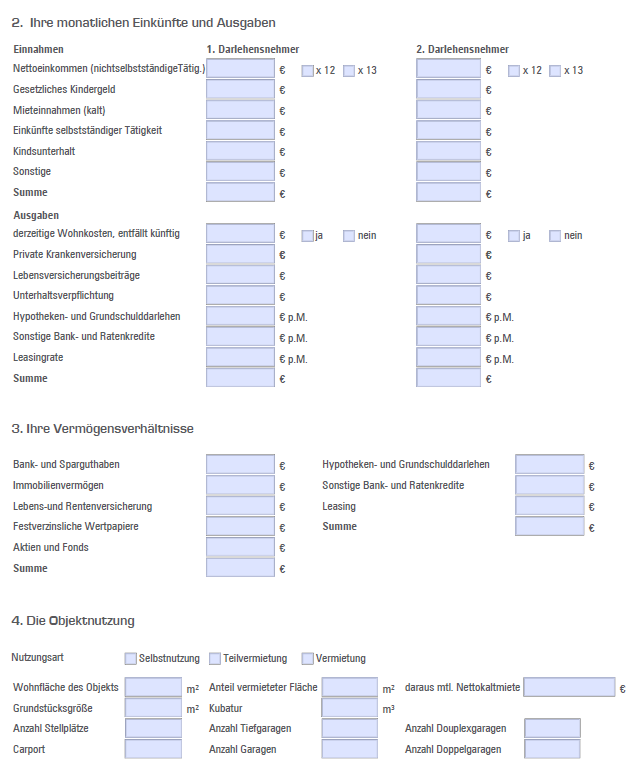 2. Ihre monatlichen Einkünfte und Ausgaben
Einnahmen 1. Darlehensnehmer 2. Darlehensnehmer
Nettoeinkommen (nichtselbstständigeTätig.) € x 12 x 13 € x 12 x 13
Gesetzliches Kindergeld € €
Mieteinnahmen (kalt) € €
Einkünfte selbstständiger Tätigkeit € €
Kindsunterhalt € €
Sonstige € €
Summe € €
Ausgaben
derzeitige Wohnkosten, entfällt künftig € ja nein € ja nein
Private Krankenversicherung € €
Lebensversicherungsbeiträge € €
Unterhaltsverpflichtung € €
Hypotheken- und Grundschulddarlehen € p.M. € p.M.
Sonstige Bank- und Ratenkredite € p.M. € p.M.
Leasingrate € p.M. € p.M.
Summe € €
3. Ihre Vermögensverhältnisse
Bank- und Sparguthaben € Hypotheken- und Grundschulddarlehen €
Immobilienvermögen € Sonstige Bank- und Ratenkredite €
Lebens-und Rentenversicherung € Leasing €
Festverzinsliche Wertpapiere € Summe €
Aktien und Fonds €
Summe €
4. Die Objektnutzung
Nutzungsart Selbstnutzung Teilvermietung Vermietung
Wohnfläche des Objekts m² Anteil vermieteter Fläche m² daraus mtl. Nettokaltmiete €
Grundstücksgröße m² Kubatur m³
Anzahl Stellplätze Anzahl Tiefgaragen Anzahl Douplexgaragen
Carport Anzahl Garagen Anzahl Doppelgaragen